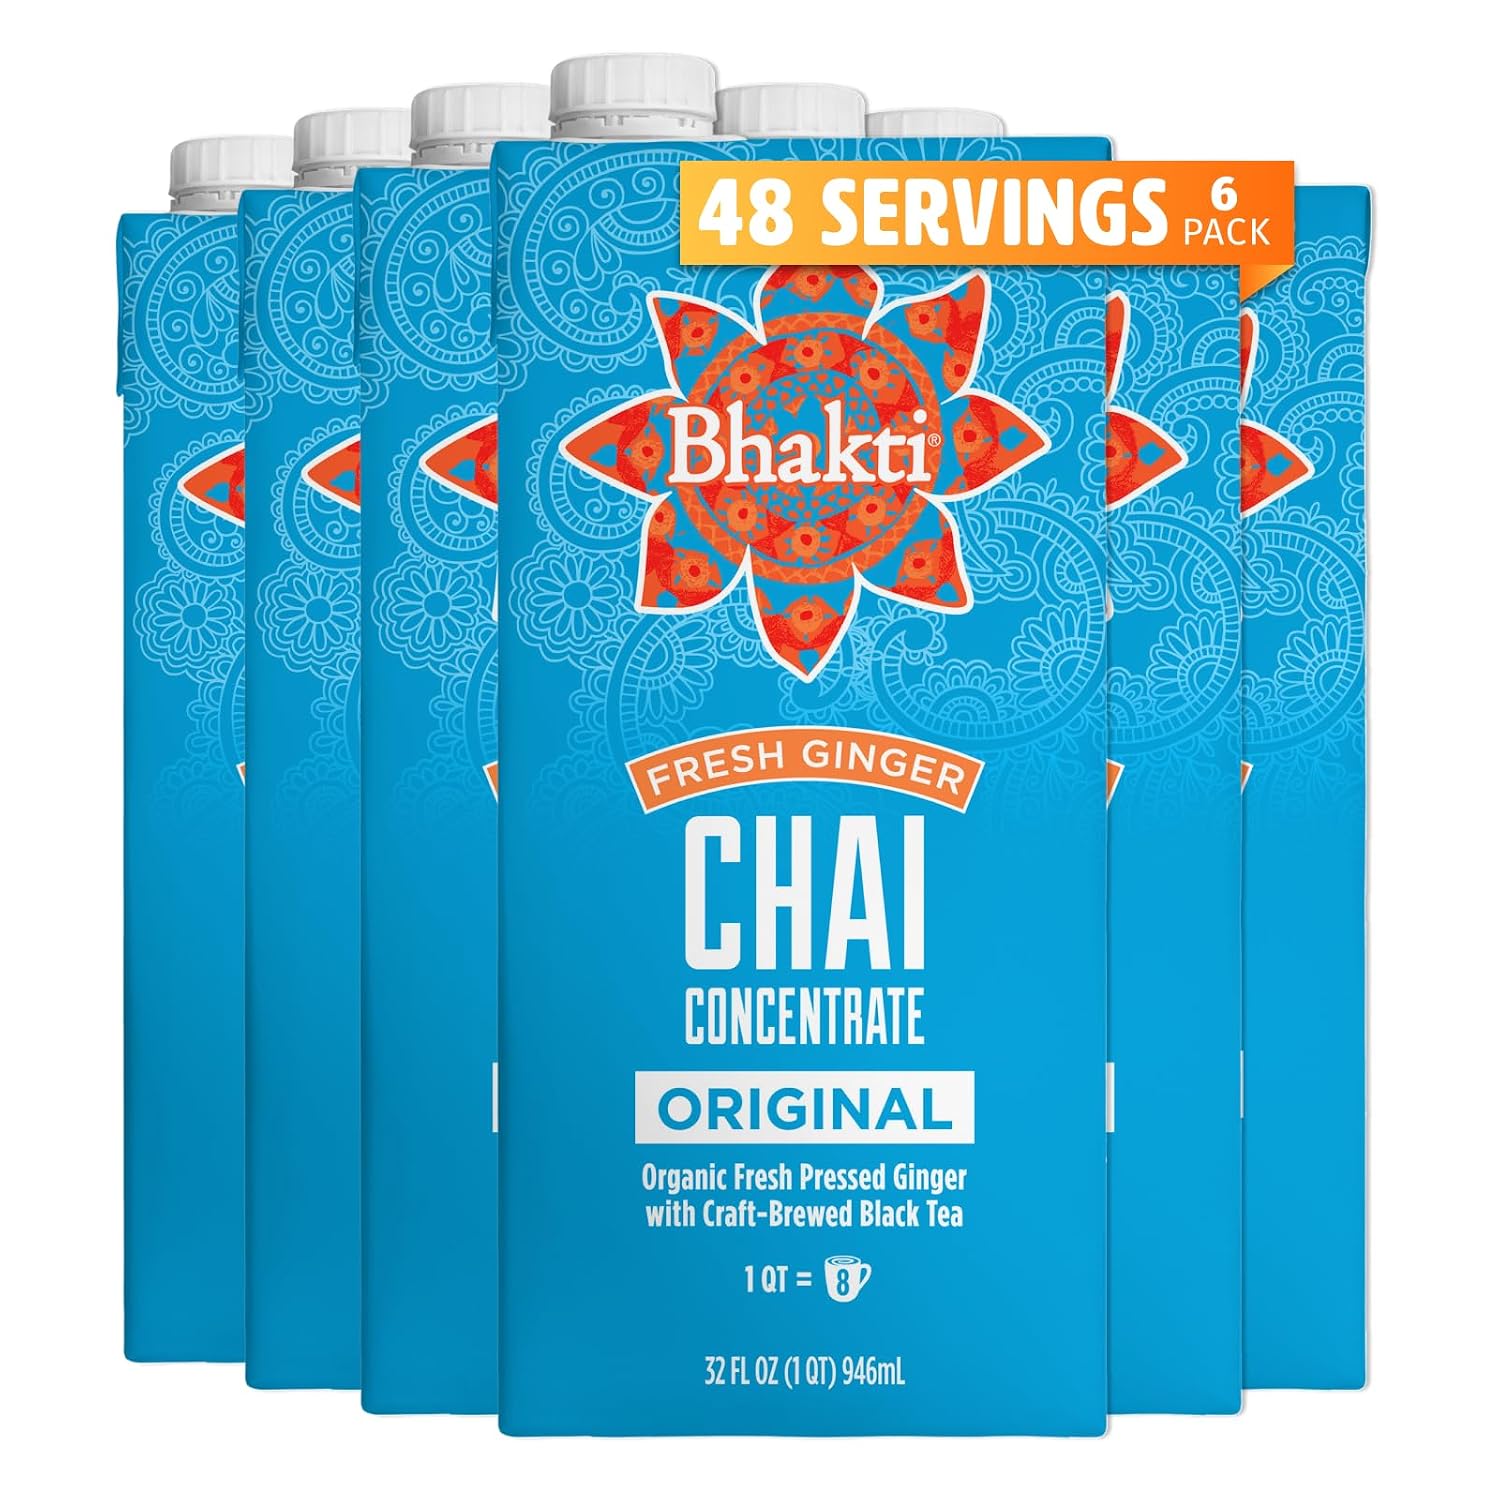 48 SERVINGS 6 PACK
Bhakti®
FRESH GINGER
CHAI
CONCENTRATE
ORIGINAL
Organic Fresh Pressed Ginger
with Craft-Brewed Black Tea
1 QT = 8
32 FL OZ (1 QT) 946mL